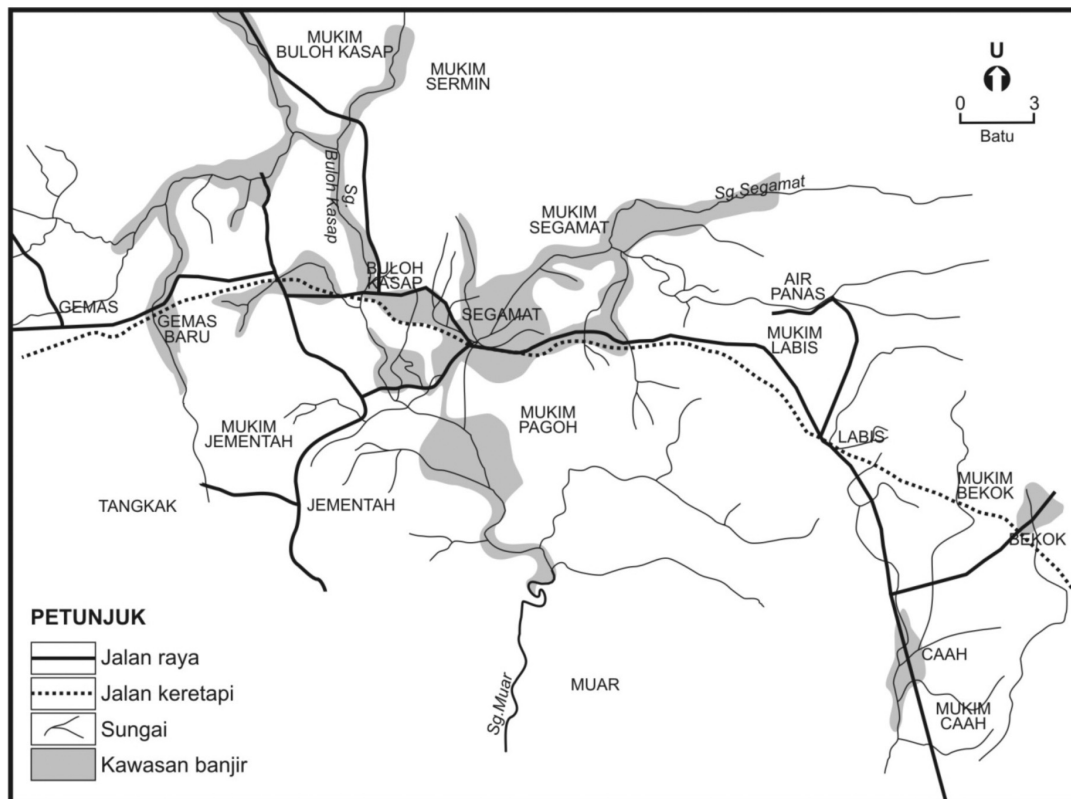 MUKIM
BULOH KASAP
MUKIM
SERMIN
U
0 3
Batu
Sg.
Buloh Kasap
Sg.Segamat
MUKIM
SEGAMAT
BULOH
KASAP
AIR
PANAS
GEMAS
GEMAS
BARU
SEGAMAT
MUKIM
LABIS
MUKIM
JEMENTAH
MUKIM
PAGOH
LABIS
MUKIM
BEKOK
TANGKAK
JEMENTAH
BEKOK
PETUNJUK
Jalan raya
Jalan keretapi
Sungai
Kawasan banjir
Sg.Muar
MUAR
CAAH
MUKIM
CAAH